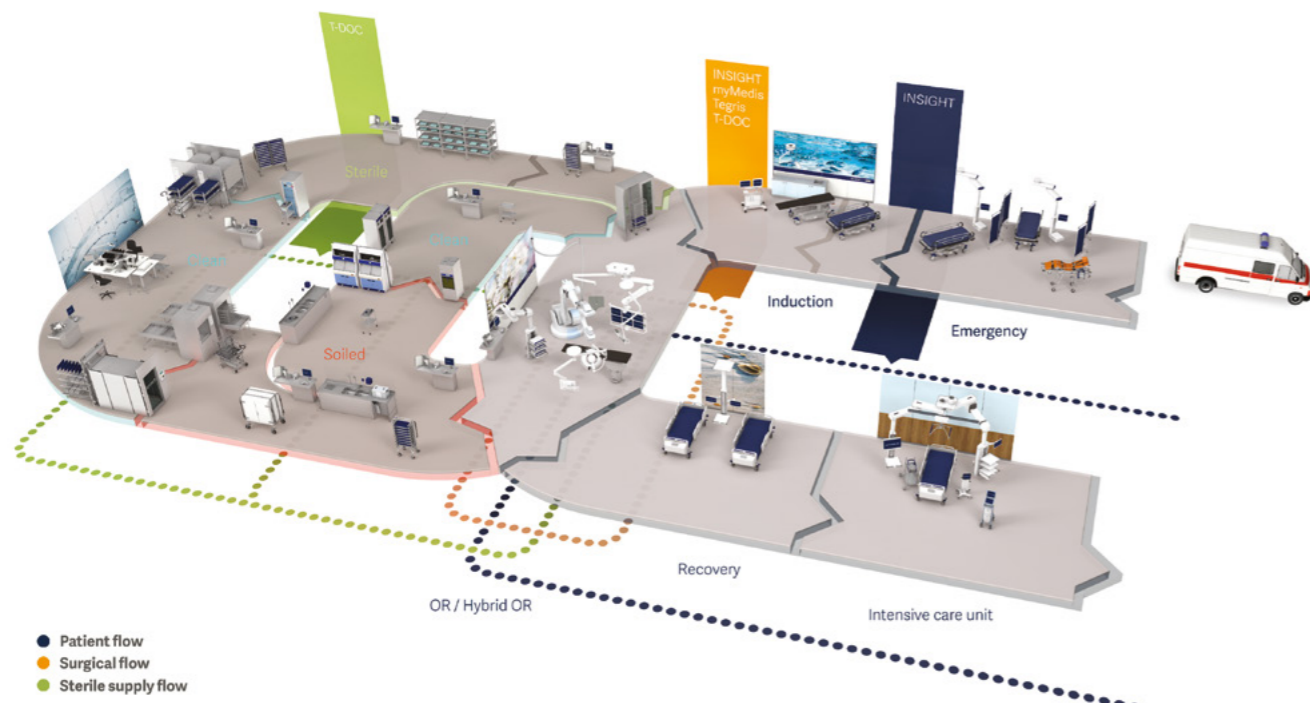 T-DOC
INSIGHT
myMedis
Tegris
T-DOC
INSIGHT
Sterile
Clean
Clean
Soiled
Induction
Emergency
Recovery
OR / Hybrid OR
Intensive care unit
Patient flow
Surgical flow
Sterile supply flow